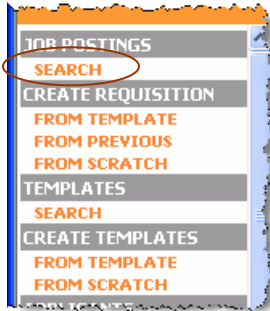 JOB POSTINGS
SEARCH
CREATE REQUISITION
FROM TEMPLATE
FROM PREVIOUS
FROM SCRATCH
TEMPLATES
SEARCH
CREATE TEMPLATES
FROM TEMPLATE
FROM SCRATCH